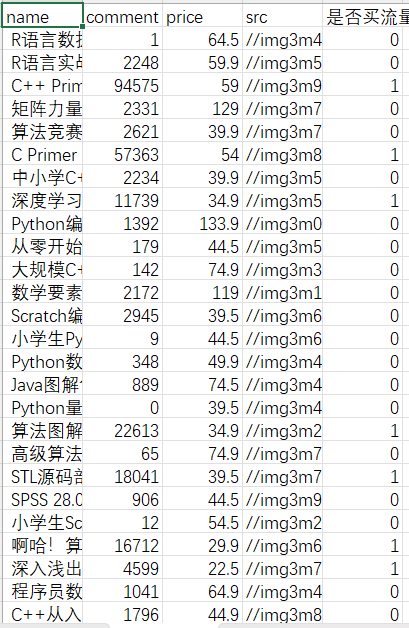 name comment price src 是否买流量
R语言数据 1 64.5 //img3m4 0
R语言实战 2248 59.9 //img3m5 0
C++ Prim 94575 59 //img3m9 1
矩阵力量 2331 129 //img3m7 0
算法竞赛 2621 39.9 //img3m7 0
C Primer 57363 54 //img3m8 1
中小学C+ 2234 39.9 //img3m5 0
深度学习 11739 34.9 //img3m5 1
Python编 1392 133.9 //img3m0 0
从零开始 179 44.5 //img3m5 0
大规模C+ 142 74.9 //img3m3 0
数学要素 2172 119 //img3m1 0
Scratch编 2945 39.5 //img3m6 0
小学生Py 9 44.5 //img3m6 0
Python数 348 49.9 //img3m4 0
Java图解 889 74.5 //img3m4 0
Python量 0 39.5 //img3m4 0
算法图解 22613 34.9 //img3m2 1
高级算法 65 74.9 //img3m7 0
STL源码剖 18041 39.5 //img3m7 1
SPSS 28.0 906 44.5 //img3m9 0
小学生Sc 12 54.5 //img3m2 0
啊哈！算 16712 29.9 //img3m6 1
深入浅出 4599 22.5 //img3m7 1
程序员数 1041 64.9 //img3m4 0
C++从入 1796 44.9 //img3m8 0